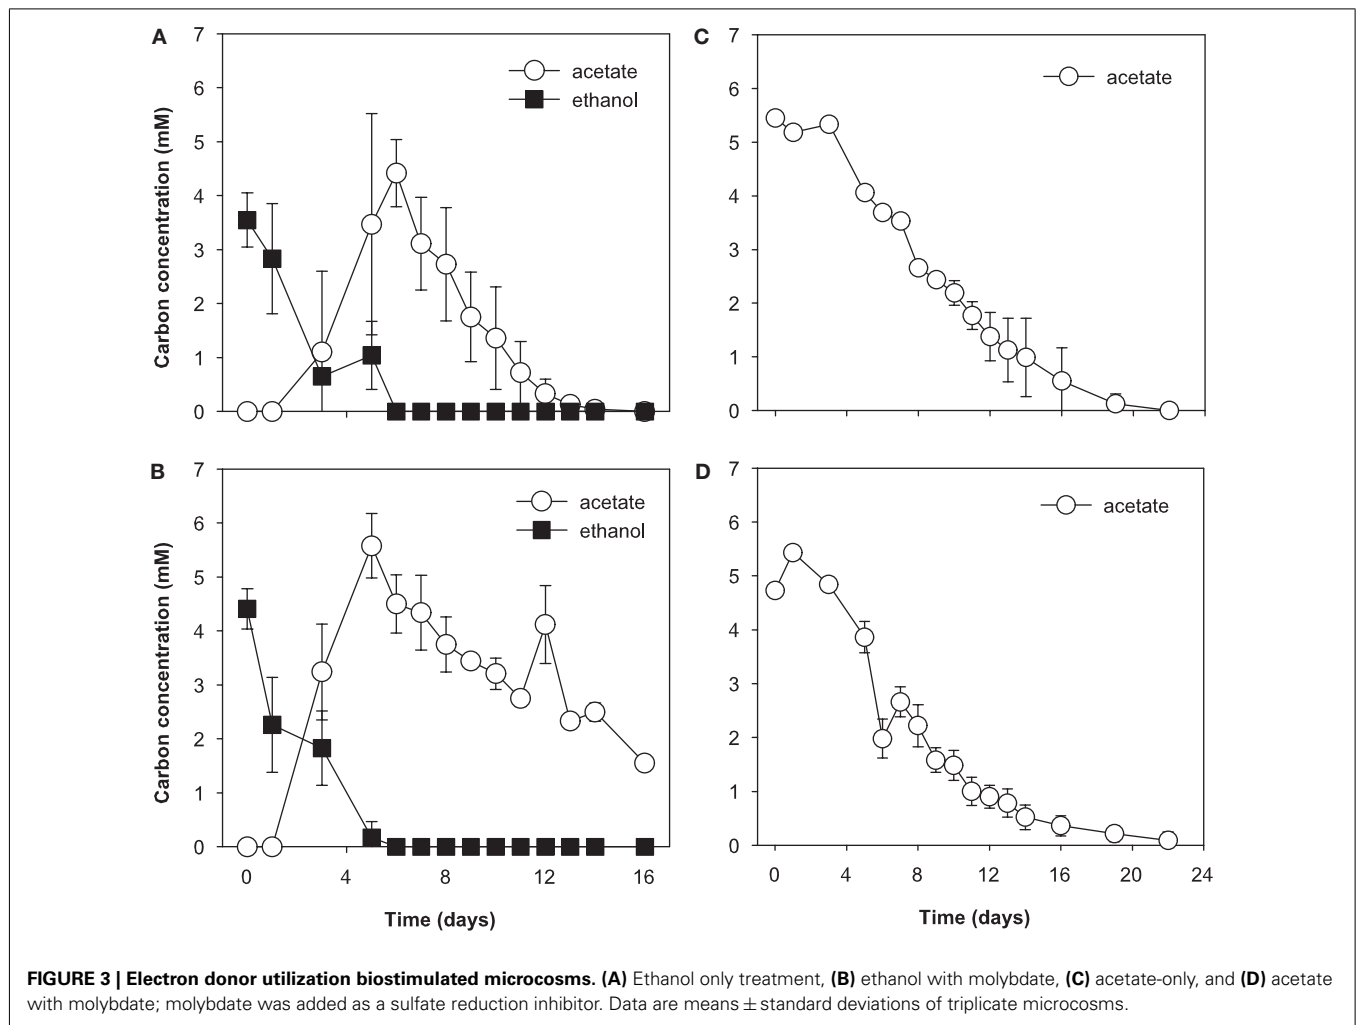 A
7
6
5
4
3
2
1
0
Carbon concentration (mM)
acetate
ethanol
C
7
6
5
4
3
2
1
0
acetate
B
7
6
5
4
3
2
1
0
Carbon concentration (mM)
acetate
ethanol
0 4 8 12 16
Time (days)
D
7
6
5
4
3
2
1
0
acetate
0 4 8 12 16 20 24
Time (days)
FIGURE 3 | Electron donor utilization biostimulated microcosms. (A) Ethanol only treatment, (B) ethanol with molybdate, (C) acetate-only, and (D) acetate
with molybdate; molybdate was added as a sulfate reduction inhibitor. Data are means ± standard deviations of triplicate microcosms.